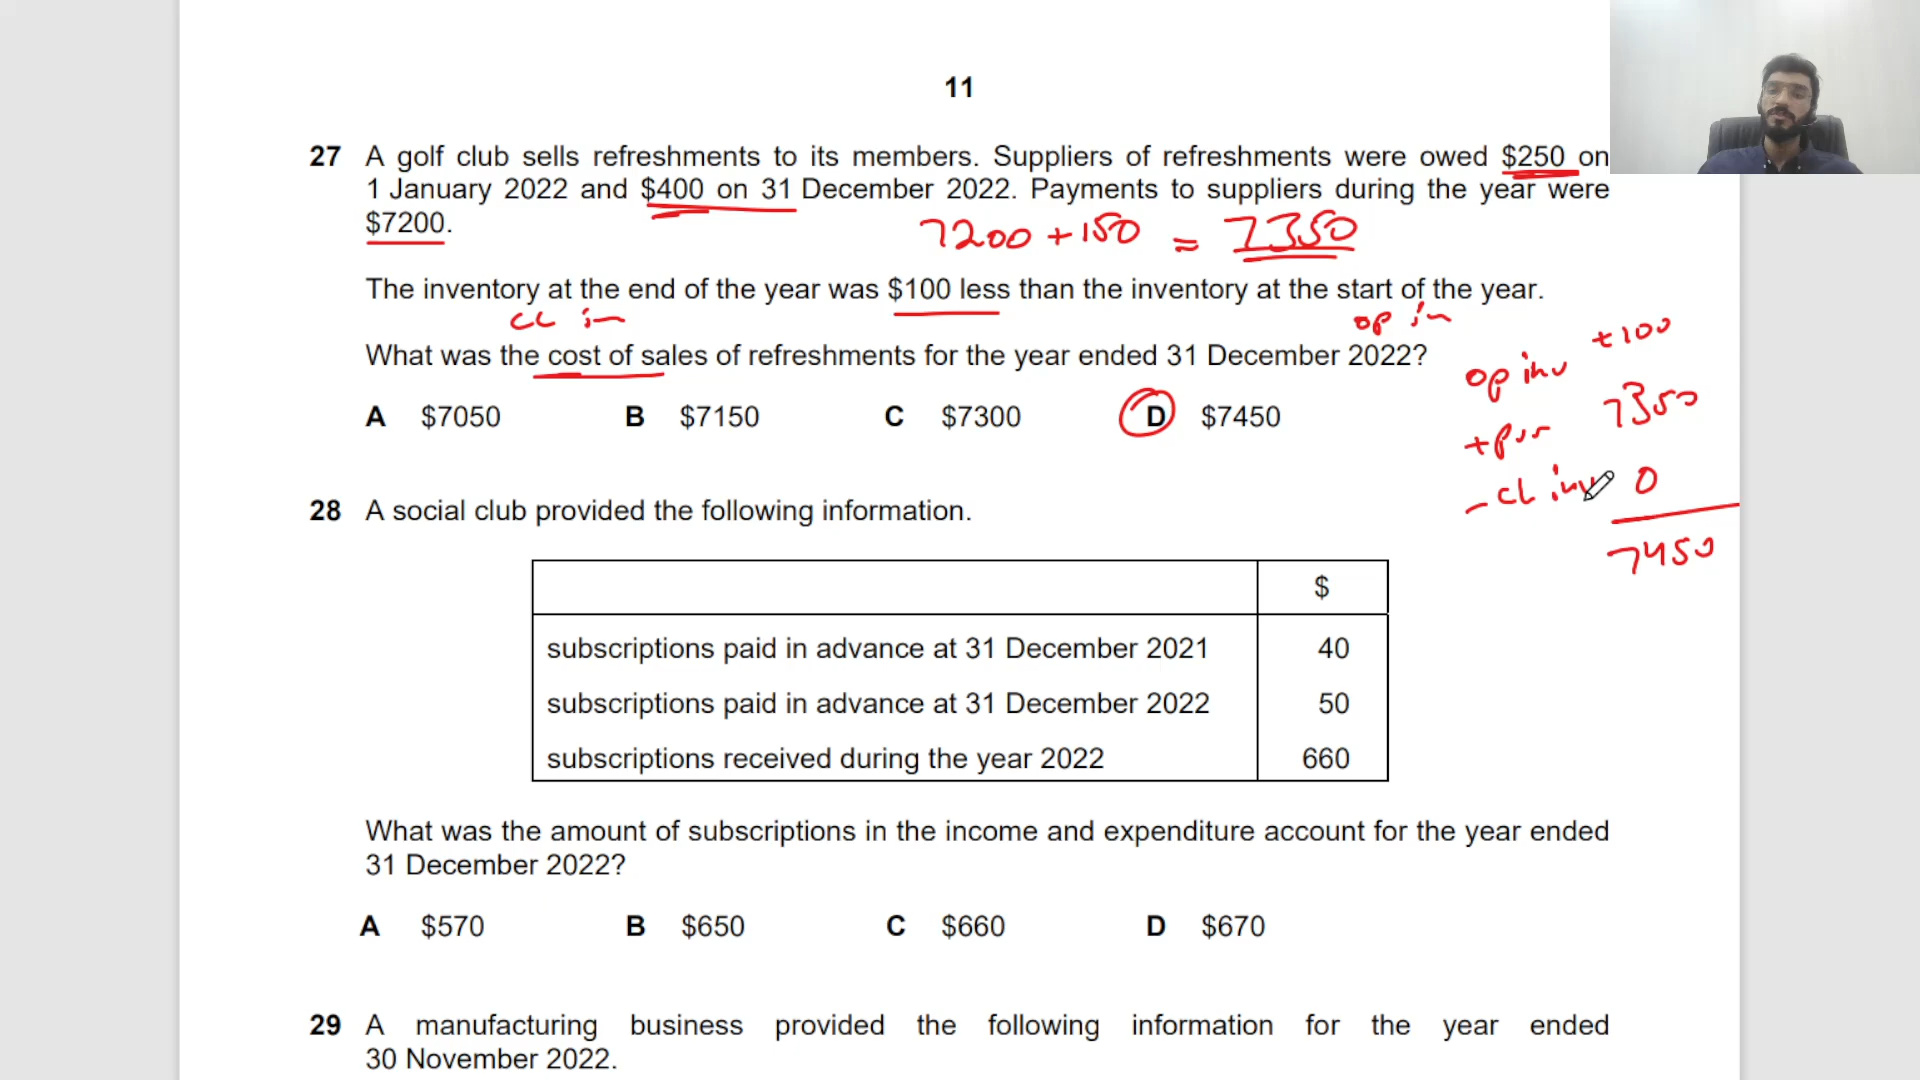 11
27 A golf club sells refreshments to its members. Suppliers of refreshments were owed $250 on
1 January 2022 and $400 on 31 December 2022. Payments to suppliers during the year were
$7200.
7200 + 150 = 7350
The inventory at the end of the year was $100 less than the inventory at the start of the year.
CL in op in
What was the cost of sales of refreshments for the year ended 31 December 2022?
A $7050 B $7150 C $7300 D $7450
op inv +100
+pur 7350
- CL inv 0
7450
28 A social club provided the following information.
$
subscriptions paid in advance at 31 December 2021 40
subscriptions paid in advance at 31 December 2022 50
subscriptions received during the year 2022 660
What was the amount of subscriptions in the income and expenditure account for the year ended
31 December 2022?
A $570 B $650 C $660 D $670
29 A manufacturing business provided the following information for the year ended
30 November 2022.